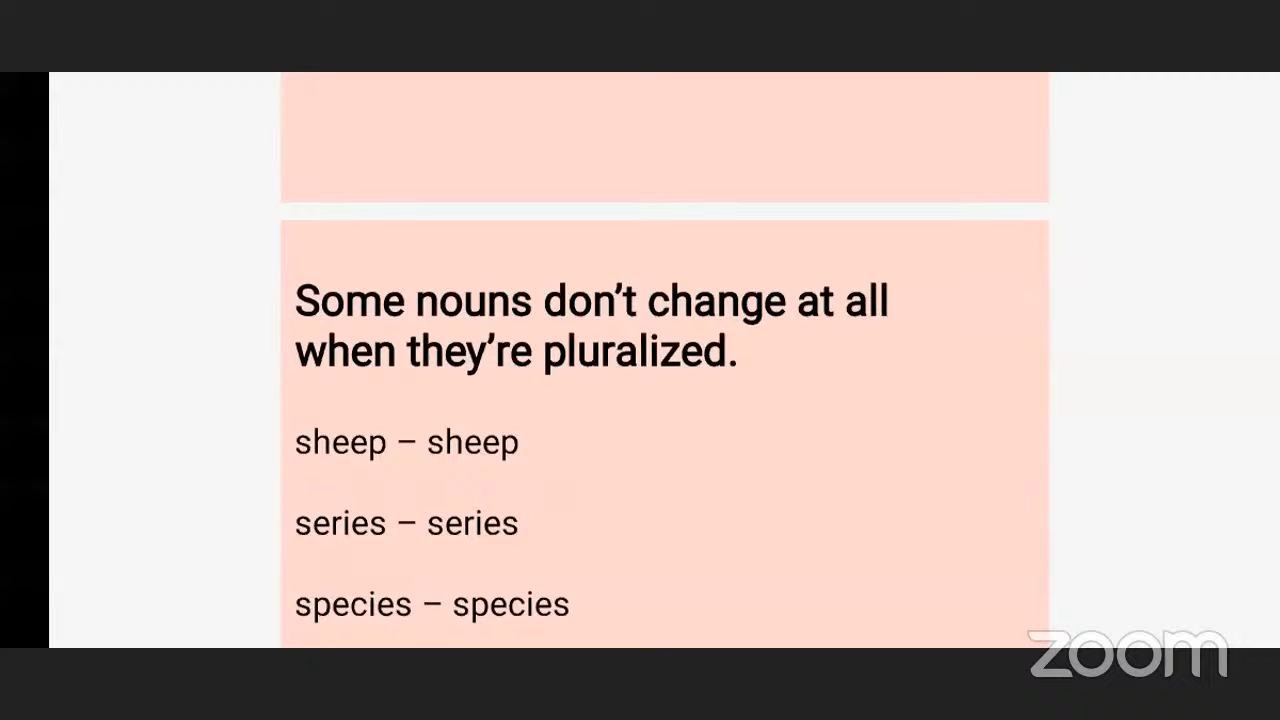 Some nouns don’t change at all
when they’re pluralized.
sheep – sheep
series – series
species – species
zoom